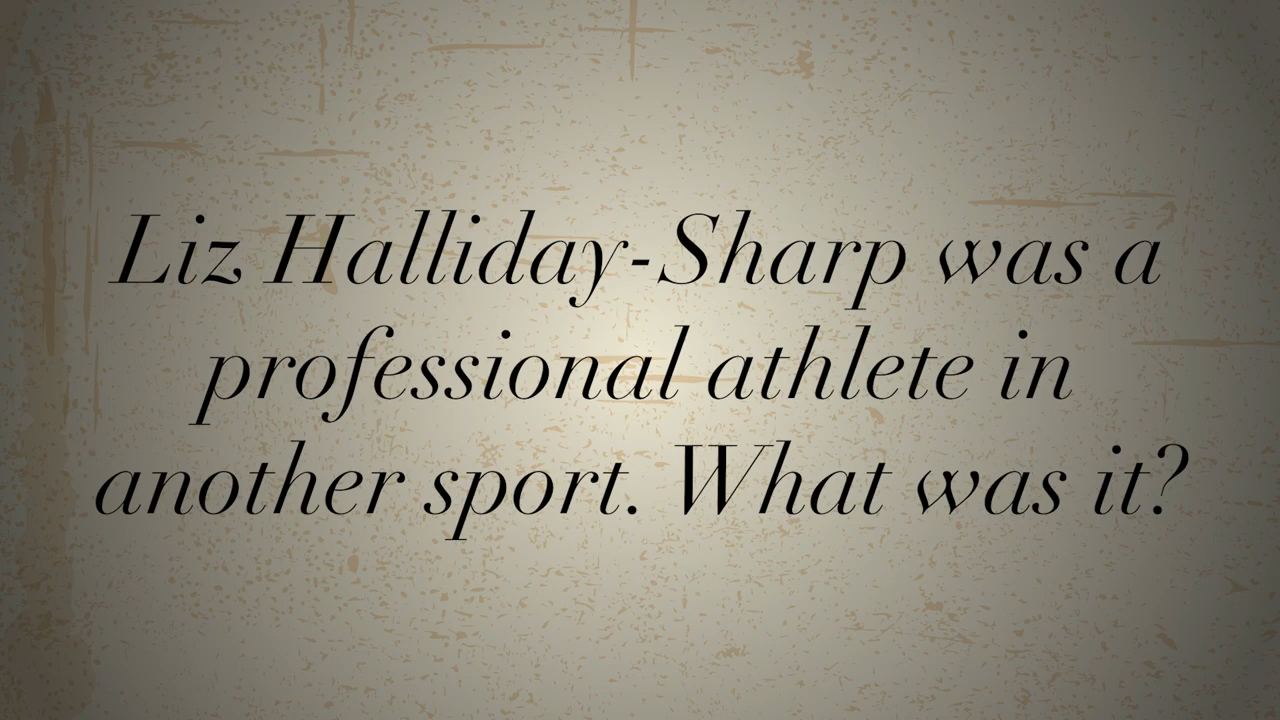 Liz Halliday-Sharp was a
professional athlete in
another sport. What was it?